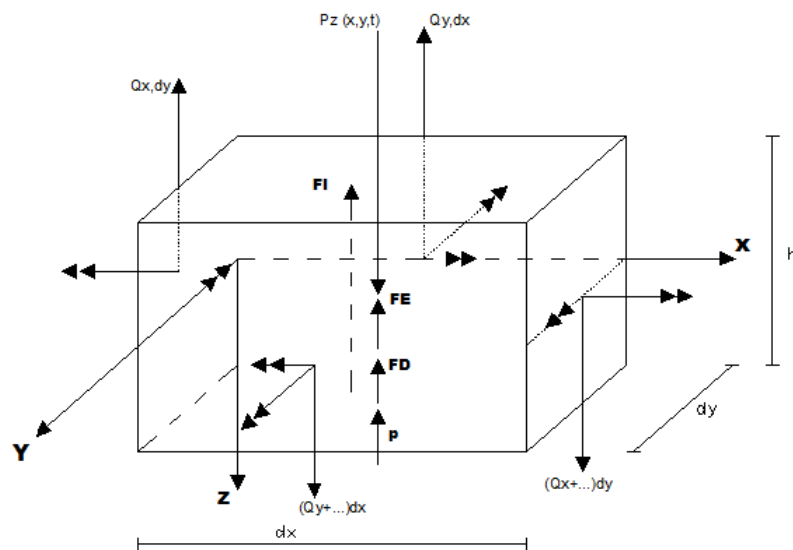 Pz (x,y,t)
Qy,dx
Qx,dy
FI
X
h
FE
FD
dy
p
Y
Z
(Qy+...)dx
(Qx+...)dy
dx